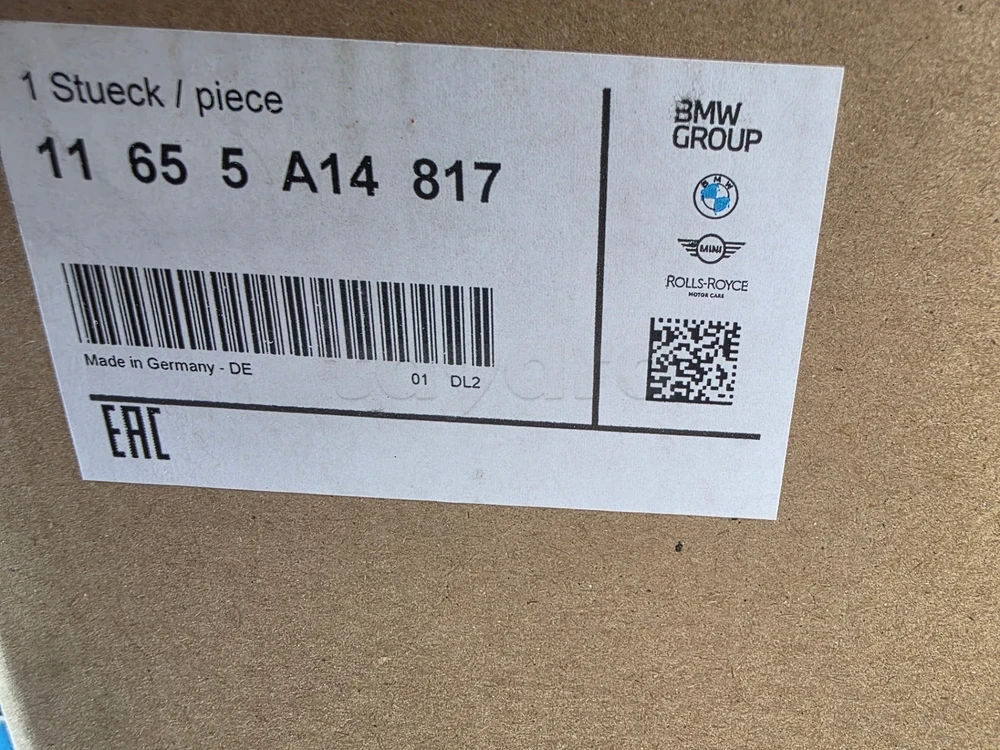 1 Stueck / piece
11 65 5 A14 817
Made in Germany - DE
01 DL2
EAC
BMW
GROUP
BMW
MINI
ROLLS-ROYCE
MOTOR CARS